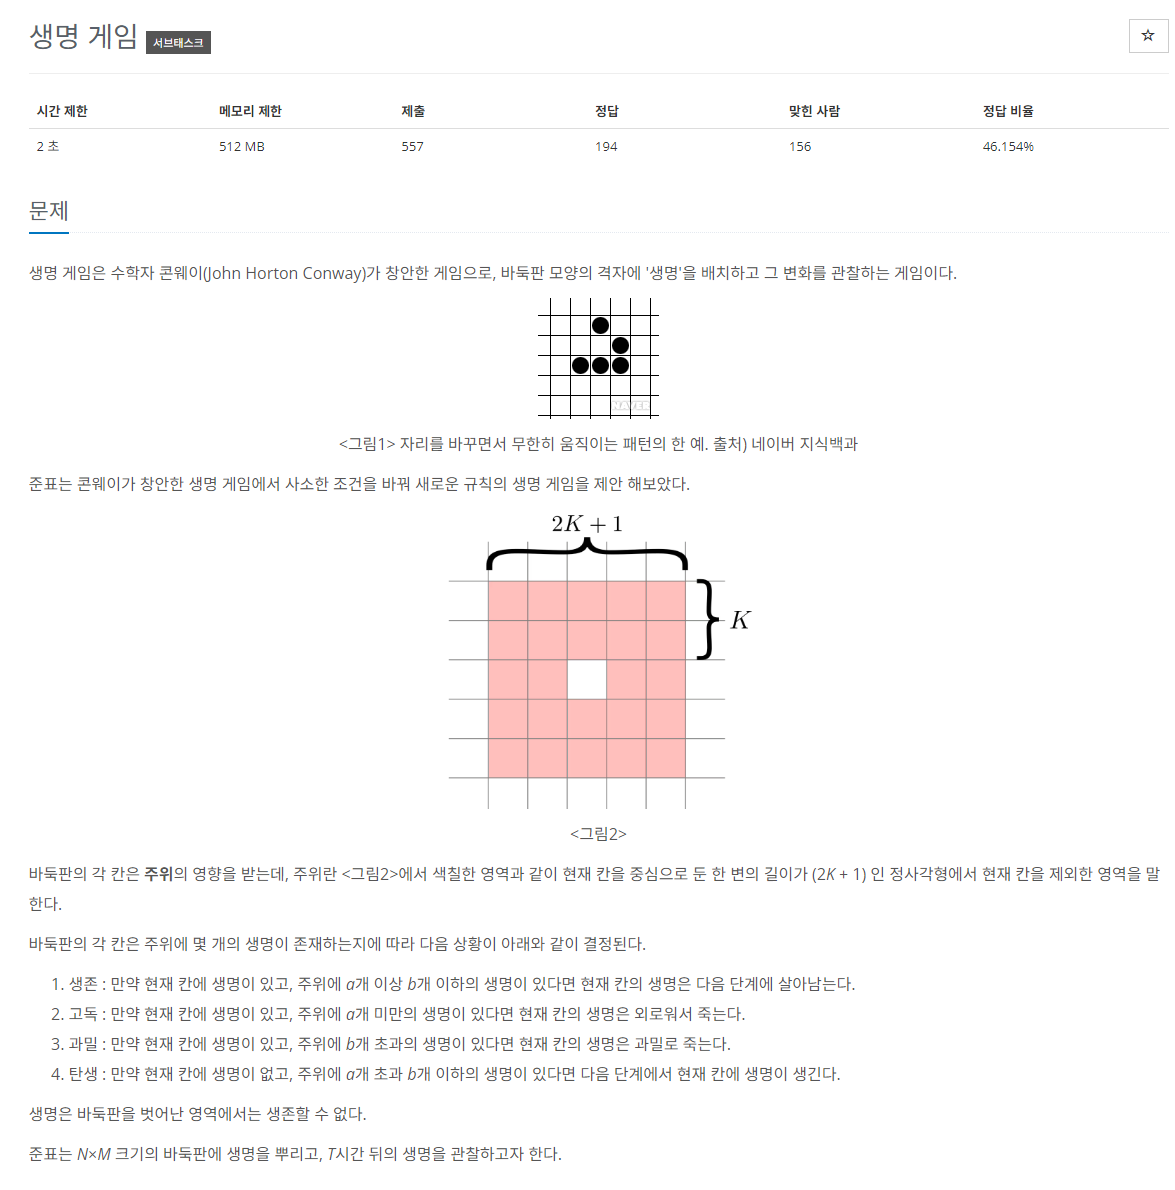 생명 게임 서브태스크
☆
시간 제한 메모리 제한 제출 정답 맞힌 사람 정답 비율
2 초 512 MB 557 194 156 46.154%
문제
생명 게임은 수학자 콘웨이(John Horton Conway)가 창안한 게임으로, 바둑판 모양의 격자에 '생명'을 배치하고 그 변화를 관찰하는 게임이다.
NAVER
<그림1> 자리를 바꾸면서 무한히 움직이는 패턴의 한 예. 출처) 네이버 지식백과
준표는 콘웨이가 창안한 생명 게임에서 사소한 조건을 바꿔 새로운 규칙의 생명 게임을 제안 해보았다.
2K + 1
K
<그림2>
바둑판의 각 칸은 주위의 영향을 받는데, 주위란 <그림2>에서 색칠한 영역과 같이 현재 칸을 중심으로 둔 한 변의 길이가 (2K + 1) 인 정사각형에서 현재 칸을 제외한 영역을 말
한다.
바둑판의 각 칸은 주위에 몇 개의 생명이 존재하는지에 따라 다음 상황이 아래와 같이 결정된다.
1. 생존 : 만약 현재 칸에 생명이 있고, 주위에 a개 이상 b개 이하의 생명이 있다면 현재 칸의 생명은 다음 단계에 살아남는다.
2. 고독 : 만약 현재 칸에 생명이 있고, 주위에 a개 미만의 생명이 있다면 현재 칸의 생명은 외로워서 죽는다.
3. 과밀 : 만약 현재 칸에 생명이 있고, 주위에 b개 초과의 생명이 있다면 현재 칸의 생명은 과밀로 죽는다.
4. 탄생 : 만약 현재 칸에 생명이 없고, 주위에 a개 초과 b개 이하의 생명이 있다면 다음 단계에서 현재 칸에 생명이 생긴다.
생명은 바둑판을 벗어난 영역에서는 생존할 수 없다.
준표는 N×M 크기의 바둑판에 생명을 뿌리고, T시간 뒤의 생명을 관찰하고자 한다.